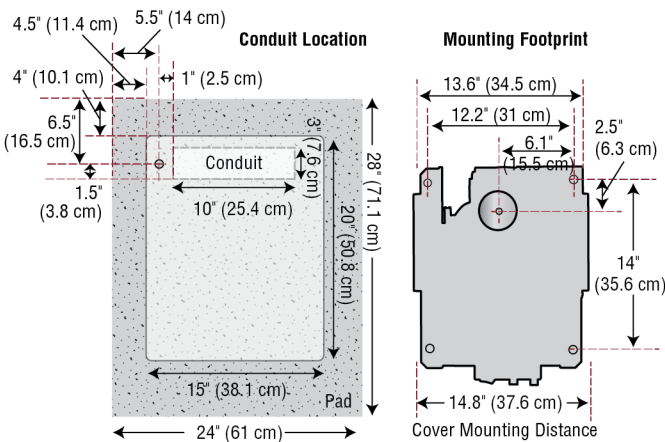 5.5" (14 cm)
4.5" (11.4 cm)
Conduit Location
Mounting Footprint
4" (10.1 cm)
1" (2.5 cm)
13.6" (34.5 cm)
6.5"
(16.5 cm)
3"
(7.6 cm)
12.2" (31 cm)
2.5"
(6.3 cm)
6.1"
(15.5 cm)
Conduit
28" (71.1 cm)
1.5"
(3.8 cm)
10" (25.4 cm)
20" (50.8 cm)
14"
(35.6 cm)
15" (38.1 cm)
Pad
14.8" (37.6 cm)
24" (61 cm)
Cover Mounting Distance